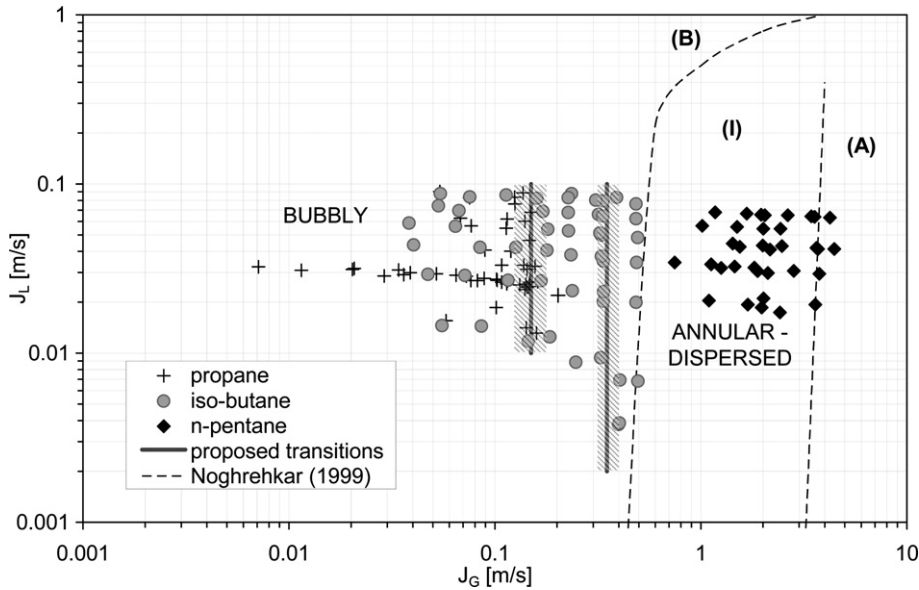 1
(B)
(I)
(A)
0.1
BUBBLY
J_L [m/s]
ANNULAR -
DISPERSED
0.01
propane
iso-butane
n-pentane
proposed transitions
Noghrehkar (1999)
0.001
0.001 0.01 0.1 1 10
J_G [m/s]